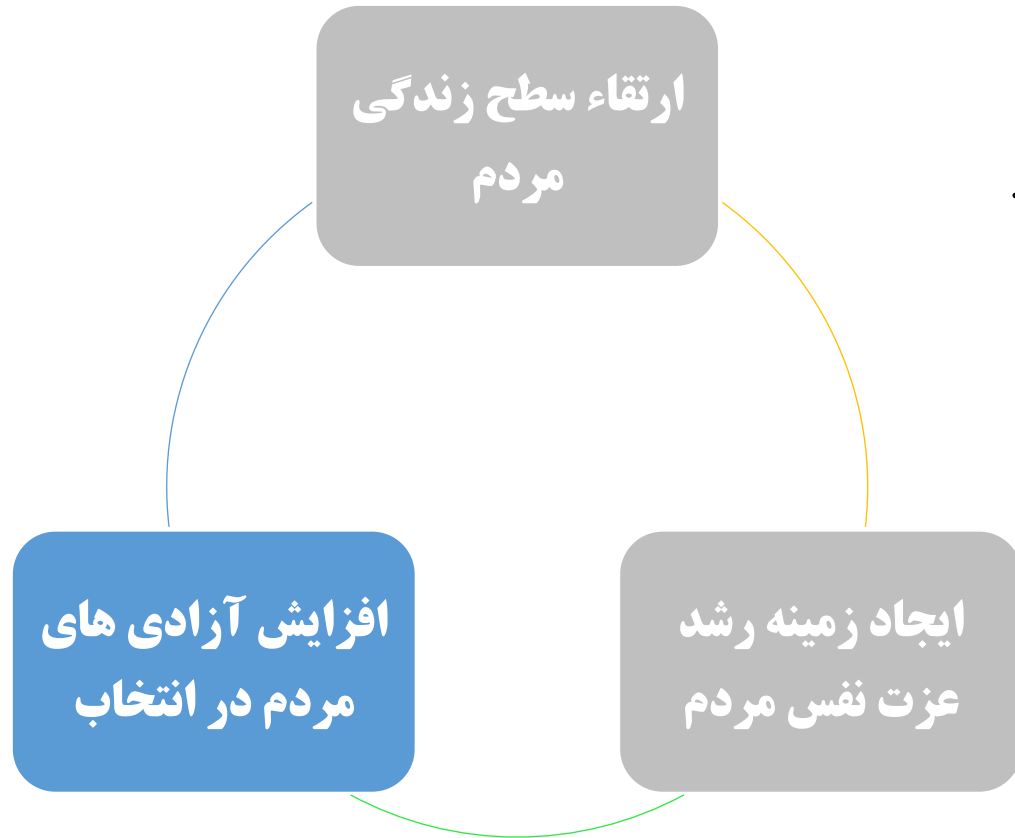 ارتقاء سطح زندگی
مردم
ایجاد زمینه رشد
عزت نفس مردم
افزایش آزادی های
مردم در انتخاب